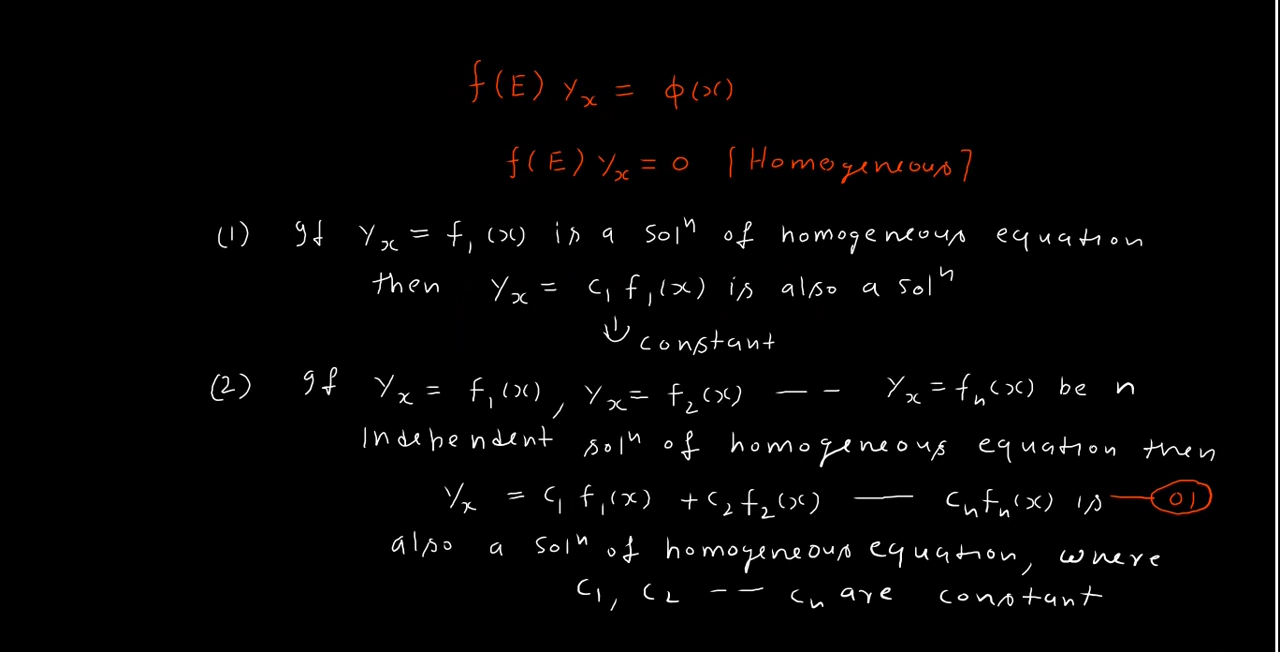 f(E) Yₓ = ϕ(x)
f(E) Yₓ = 0 [Homogeneous]
(1) If Yₓ = f₁(x) is a solⁿ of homogeneous equation
then Yₓ = c₁ f₁(x) is also a solⁿ
↓ constant
(2) If Yₓ = f₁(x), Yₓ = f₂(x) — — Yₓ = fₙ(x) be n
Independent solⁿ of homogeneous equation then
Yₓ = c₁ f₁(x) + c₂ f₂(x) — cₙfₙ(x) is — 01
also a solⁿ of homogeneous equation, where
c₁, c₂ -- cₙ are constant